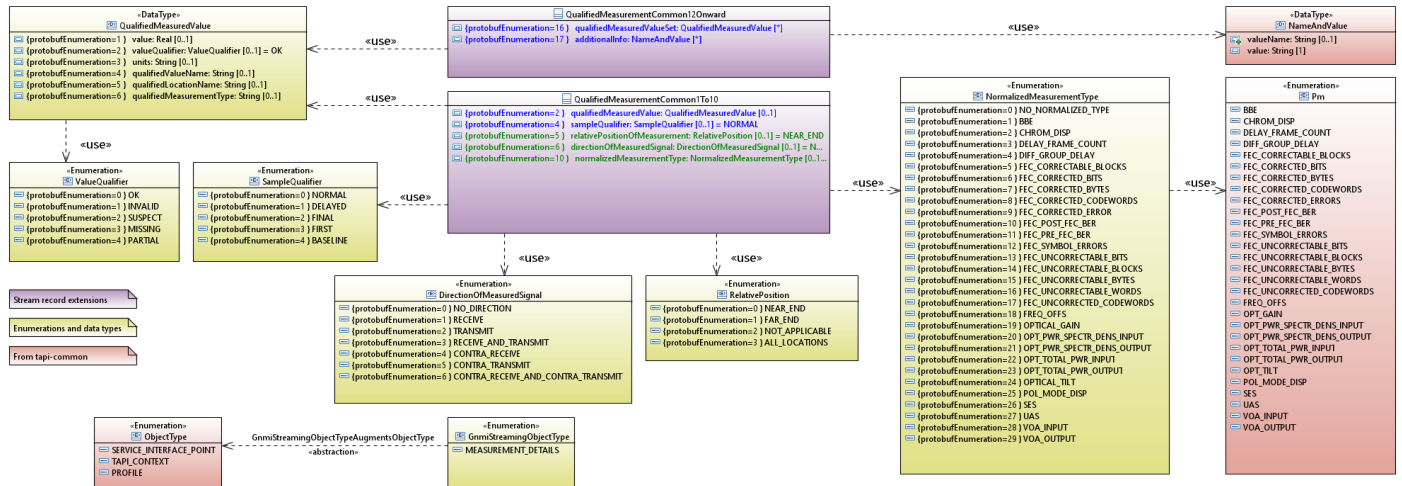 «DataType»
QualifiedMeasuredValue
{protobufEnumeration=1 } value: Real [0..1]
{protobufEnumeration=2 } valueQualifier: ValueQualifier [0..1] = OK
{protobufEnumeration=3 } units: String [0..1]
{protobufEnumeration=4 } qualifiedValueName: String [0..1]
{protobufEnumeration=5 } qualifiedLocationName: String [0..1]
{protobufEnumeration=6 } qualifiedMeasurementType: String [0..1]
«use»
QualifiedMeasurementCommon12Onward
{protobufEnumeration=16 } qualifiedMeasuredValueSet: QualifiedMeasuredValue [*]
{protobufEnumeration=17 } additionalInfo: NameAndValue [*]
«use»
«DataType»
NameAndValue
valueName: String [0..1]
value: String [1]
«use»
QualifiedMeasurementCommon1To10
{protobufEnumeration=2 } qualifiedMeasuredValue: QualifiedMeasuredValue [0..1]
{protobufEnumeration=4 } sampleQualifier: SampleQualifier [0..1] = NORMAL
{protobufEnumeration=5 } relativePositionOfMeasurement: RelativePosition [0..1] = NEAR_END
{protobufEnumeration=6 } directionOfMeasuredSignal: DirectionOfMeasuredSignal [0..1] = N...
{protobufEnumeration=10 } normalizedMeasurementType: NormalizedMeasurementType [0..1...
«use»
«use»
«use»
«use»
«use»
«use»
«Enumeration»
ValueQualifier
{protobufEnumeration=0 } OK
{protobufEnumeration=1 } INVALID
{protobufEnumeration=2 } SUSPECT
{protobufEnumeration=3 } MISSING
{protobufEnumeration=4 } PARTIAL
«Enumeration»
SampleQualifier
{protobufEnumeration=0 } NORMAL
{protobufEnumeration=1 } DELAYED
{protobufEnumeration=2 } FINAL
{protobufEnumeration=3 } FIRST
{protobufEnumeration=4 } BASELINE
«Enumeration»
DirectionOfMeasuredSignal
{protobufEnumeration=0 } NO_DIRECTION
{protobufEnumeration=1 } RECEIVE
{protobufEnumeration=2 } TRANSMIT
{protobufEnumeration=3 } RECEIVE_AND_TRANSMIT
{protobufEnumeration=4 } CONTRA_RECEIVE
{protobufEnumeration=5 } CONTRA_TRANSMIT
{protobufEnumeration=6 } CONTRA_RECEIVE_AND_CONTRA_TRANSMIT
«Enumeration»
RelativePosition
{protobufEnumeration=0 } NEAR_END
{protobufEnumeration=1 } FAR_END
{protobufEnumeration=2 } NOT_APPLICABLE
{protobufEnumeration=3 } ALL_LOCATIONS
«Enumeration»
NormalizedMeasurementType
{protobufEnumeration=0 } NO_NORMALIZED_TYPE
{protobufEnumeration=1 } BBE
{protobufEnumeration=2 } CHROM_DISP
{protobufEnumeration=3 } DELAY_FRAME_COUNT
{protobufEnumeration=4 } DIFF_GROUP_DELAY
{protobufEnumeration=5 } FEC_CORRECTABLE_BLOCKS
{protobufEnumeration=6 } FEC_CORRECTED_BITS
{protobufEnumeration=7 } FEC_CORRECTED_BYTES
{protobufEnumeration=8 } FEC_CORRECTED_CODEWORDS
{protobufEnumeration=9 } FEC_CORRECTED_ERROR
{protobufEnumeration=10 } FEC_POST_FEC_BER
{protobufEnumeration=11 } FEC_PRE_FEC_BER
{protobufEnumeration=12 } FEC_SYMBOL_ERRORS
{protobufEnumeration=13 } FEC_UNCORRECTABLE_BITS
{protobufEnumeration=14 } FEC_UNCORRECTABLE_BLOCKS
{protobufEnumeration=15 } FEC_UNCORRECTABLE_BYTES
{protobufEnumeration=16 } FEC_UNCORRECTABLE_WORDS
{protobufEnumeration=17 } FEC_UNCORRECTED_CODEWORDS
{protobufEnumeration=18 } FREQ_OFFS
{protobufEnumeration=19 } OPTICAL_GAIN
{protobufEnumeration=20 } OPT_PWR_SPECTR_DENS_INPUT
{protobufEnumeration=21 } OPT_PWR_SPECTR_DENS_OUTPUT
{protobufEnumeration=22 } OPT_TOTAL_PWR_INPUT
{protobufEnumeration=23 } OPT_TOTAL_PWR_OUTPUT
{protobufEnumeration=24 } OPTICAL_TILT
{protobufEnumeration=25 } POL_MODE_DISP
{protobufEnumeration=26 } SES
{protobufEnumeration=27 } UAS
{protobufEnumeration=28 } VOA_INPUT
{protobufEnumeration=29 } VOA_OUTPUT
«Enumeration»
Pm
BBE
CHROM_DISP
DELAY_FRAME_COUNT
DIFF_GROUP_DELAY
FEC_CORRECTABLE_BLOCKS
FEC_CORRECTED_BITS
FEC_CORRECTED_BYTES
FEC_CORRECTED_CODEWORDS
FEC_CORRECTED_ERRORS
FEC_POST_FEC_BER
FEC_PRE_FEC_BER
FEC_SYMBOL_ERRORS
FEC_UNCORRECTABLE_BITS
FEC_UNCORRECTABLE_BLOCKS
FEC_UNCORRECTABLE_BYTES
FEC_UNCORRECTABLE_WORDS
FEC_UNCORRECTED_CODEWORDS
FREQ_OFFS
OPT_GAIN
OPT_PWR_SPECTR_DENS_INPUT
OPT_PWR_SPECTR_DENS_OUTPUT
OPT_TOTAL_PWR_INPUT
OPT_TOTAL_PWR_OUTPUT
OPT_TILT
POL_MODE_DISP
SES
UAS
VOA_INPUT
VOA_OUTPUT
Stream record extensions
Enumerations and data types
From tapi-common
«Enumeration»
ObjectType
SERVICE_INTERFACE_POINT
TAPI_CONTEXT
PROFILE
GnmiStreamingObjectTypeAugmentsObjectType
«abstraction»
«Enumeration»
GnmiStreamingObjectType
MEASUREMENT_DETAILS